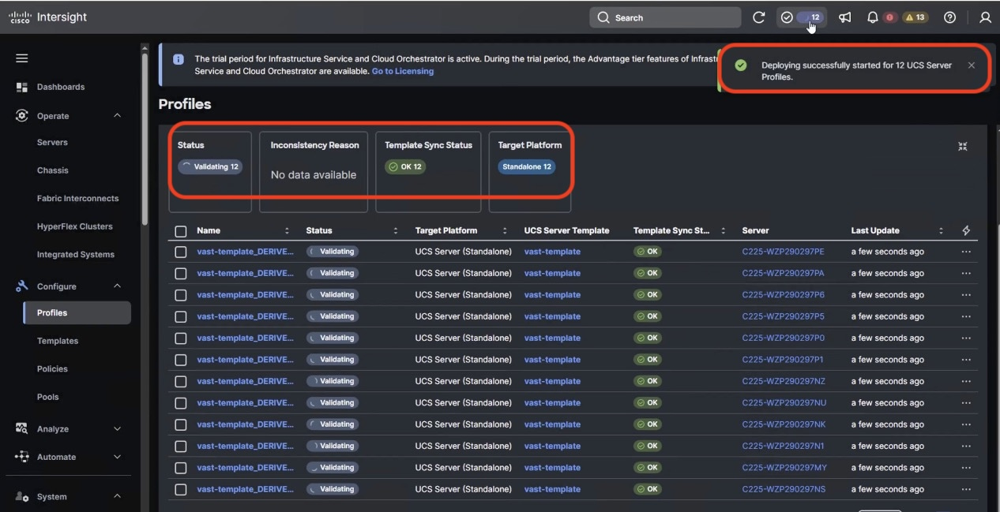 CISCO Intersight
Search
12
13
Dashboards
Operate
Servers
Chassis
Fabric Interconnects
HyperFlex Clusters
Integrated Systems
Configure
Profiles
Templates
Policies
Pools
Analyze
Automate
System
The trial period for Infrastructure Service and Cloud Orchestrator is active. During the trial period, the Advantage tier features of Infrast
Service and Cloud Orchestrator are available. Go to Licensing
Deploying successfully started for 12 UCS Server
Profiles.
Profiles
Status Inconsistency Reason Template Sync Status Target Platform
Validating 12 No data available OK 12 Standalone 12
Name Status Target Platform UCS Server Template Template Sync St... Server Last Update
vast-template_DERIVE... Validating UCS Server (Standalone) vast-template OK C225-WZP290297PE a few seconds ago ...
vast-template_DERIVE... Validating UCS Server (Standalone) vast-template OK C225-WZP290297PA a few seconds ago ...
vast-template_DERIVE... Validating UCS Server (Standalone) vast-template OK C225-WZP290297P6 a few seconds ago ...
vast-template_DERIVE... Validating UCS Server (Standalone) vast-template OK C225-WZP290297P5 a few seconds ago ...
vast-template_DERIVE... Validating UCS Server (Standalone) vast-template OK C225-WZP290297P0 a few seconds ago ...
vast-template_DERIVE... Validating UCS Server (Standalone) vast-template OK C225-WZP290297P1 a few seconds ago ...
vast-template_DERIVE... Validating UCS Server (Standalone) vast-template OK C225-WZP290297NZ a few seconds ago ...
vast-template_DERIVE... Validating UCS Server (Standalone) vast-template OK C225-WZP290297NU a few seconds ago ...
vast-template_DERIVE... Validating UCS Server (Standalone) vast-template OK C225-WZP290297NK a few seconds ago ...
vast-template_DERIVE... Validating UCS Server (Standalone) vast-template OK C225-WZP290297N1 a few seconds ago ...
vast-template_DERIVE... Validating UCS Server (Standalone) vast-template OK C225-WZP290297MY a few seconds ago ...
vast-template_DERIVE... Validating UCS Server (Standalone) vast-template OK C225-WZP290297NS a few seconds ago ...